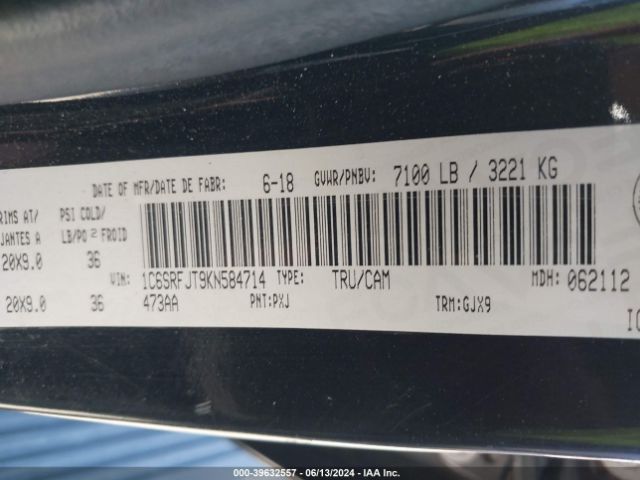 DATE OF MFR/DATE DE FABR: 6-18 GVWR/PNBV: 7100 LB / 3221 KG
RIMS AT/ PSI COLD/
JANTES A LB/PO 2 FROID
20X9.0 36
VIN: 1C6SRFJT9KN584714 TYPE: TRU/CAM MDH: 062112
20X9.0 36 473AA PNT:PXJ TRM:GJX9
000-39632557 - 06/13/2024 - IAA Inc.